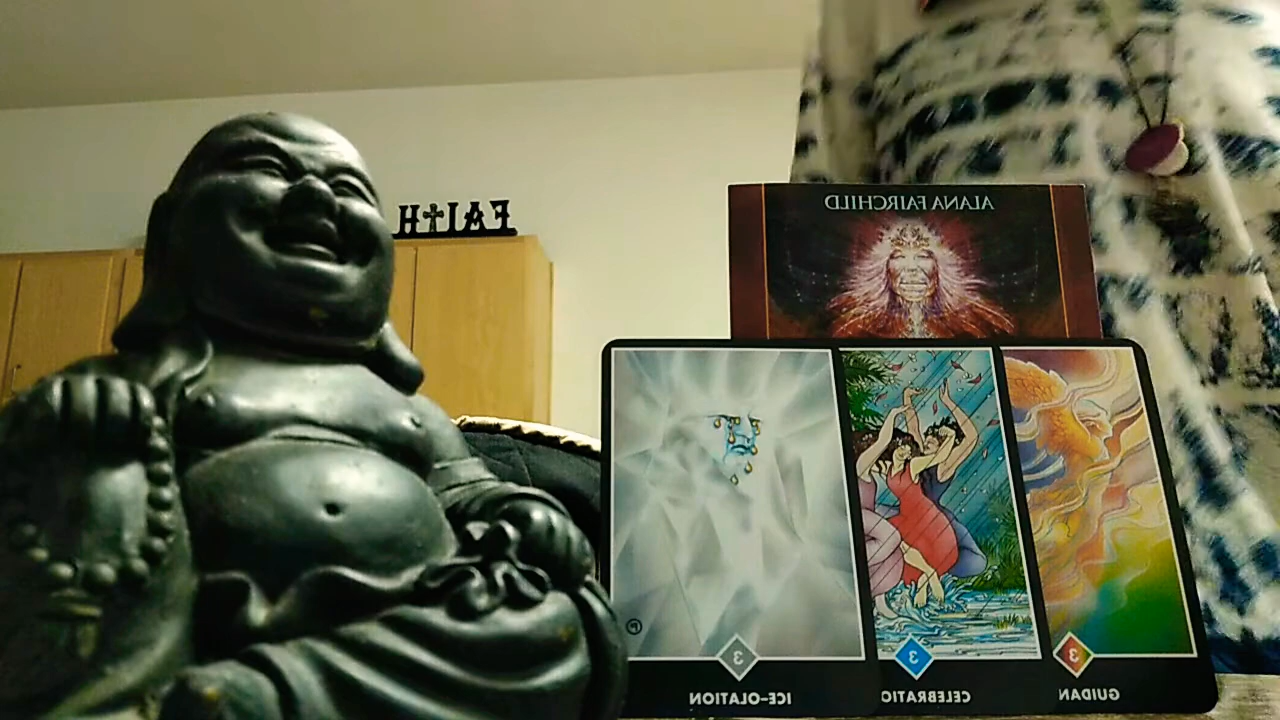 FAITH
ALANA FAIRCHILD
3
3
3
ICE-OLATION
CELEBRATIO
GUIDAN